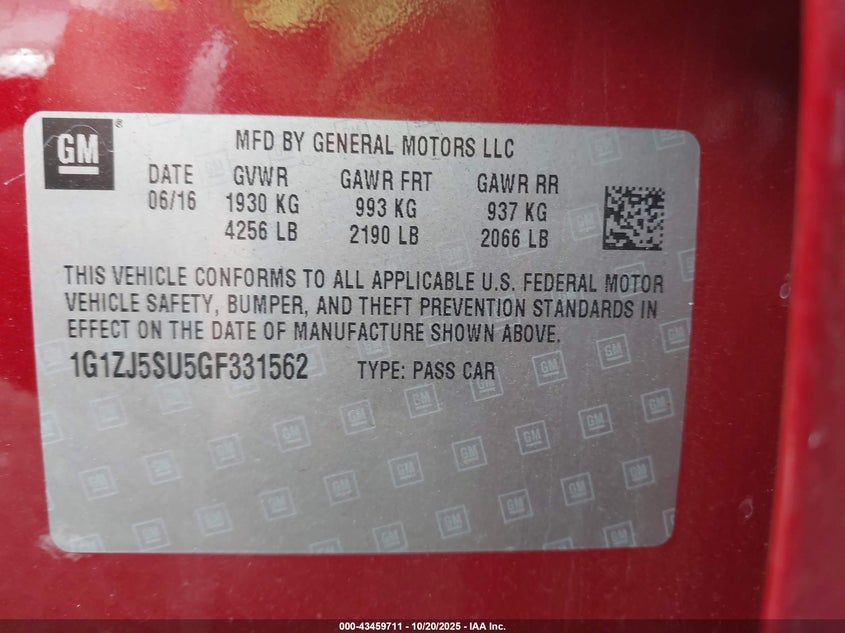 GM ®
MFD BY GENERAL MOTORS LLC
DATE GVWR GAWR FRT GAWR RR
06/16 1930 KG 993 KG 937 KG
4256 LB 2190 LB 2066 LB
THIS VEHICLE CONFORMS TO ALL APPLICABLE U.S. FEDERAL MOTOR
VEHICLE SAFETY, BUMPER, AND THEFT PREVENTION STANDARDS IN
EFFECT ON THE DATE OF MANUFACTURE SHOWN ABOVE.
1G1ZJ5SU5GF331562 TYPE: PASS CAR
000-43459711 - 10/20/2025 - IAA Inc.